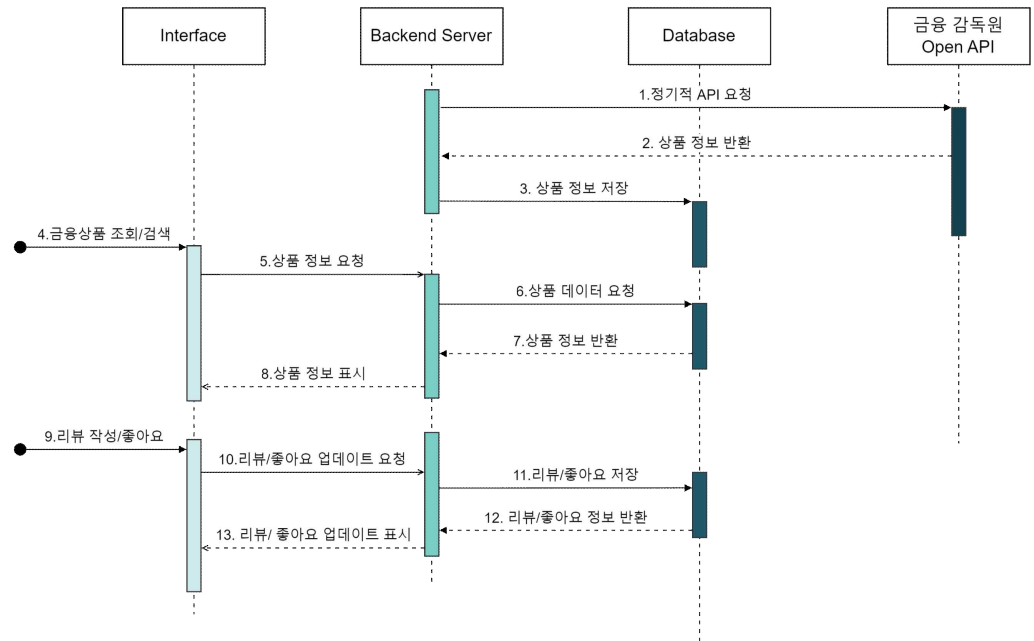 Interface
Backend Server
Database
금융 감독원
Open API
1.정기적 API 요청
2. 상품 정보 반환
3. 상품 정보 저장
4.금융상품 조회/검색
5.상품 정보 요청
6.상품 데이터 요청
7.상품 정보 반환
8.상품 정보 표시
9.리뷰 작성/좋아요
10.리뷰/좋아요 업데이트 요청
11.리뷰/좋아요 저장
12. 리뷰/좋아요 정보 반환
13. 리뷰/ 좋아요 업데이트 표시